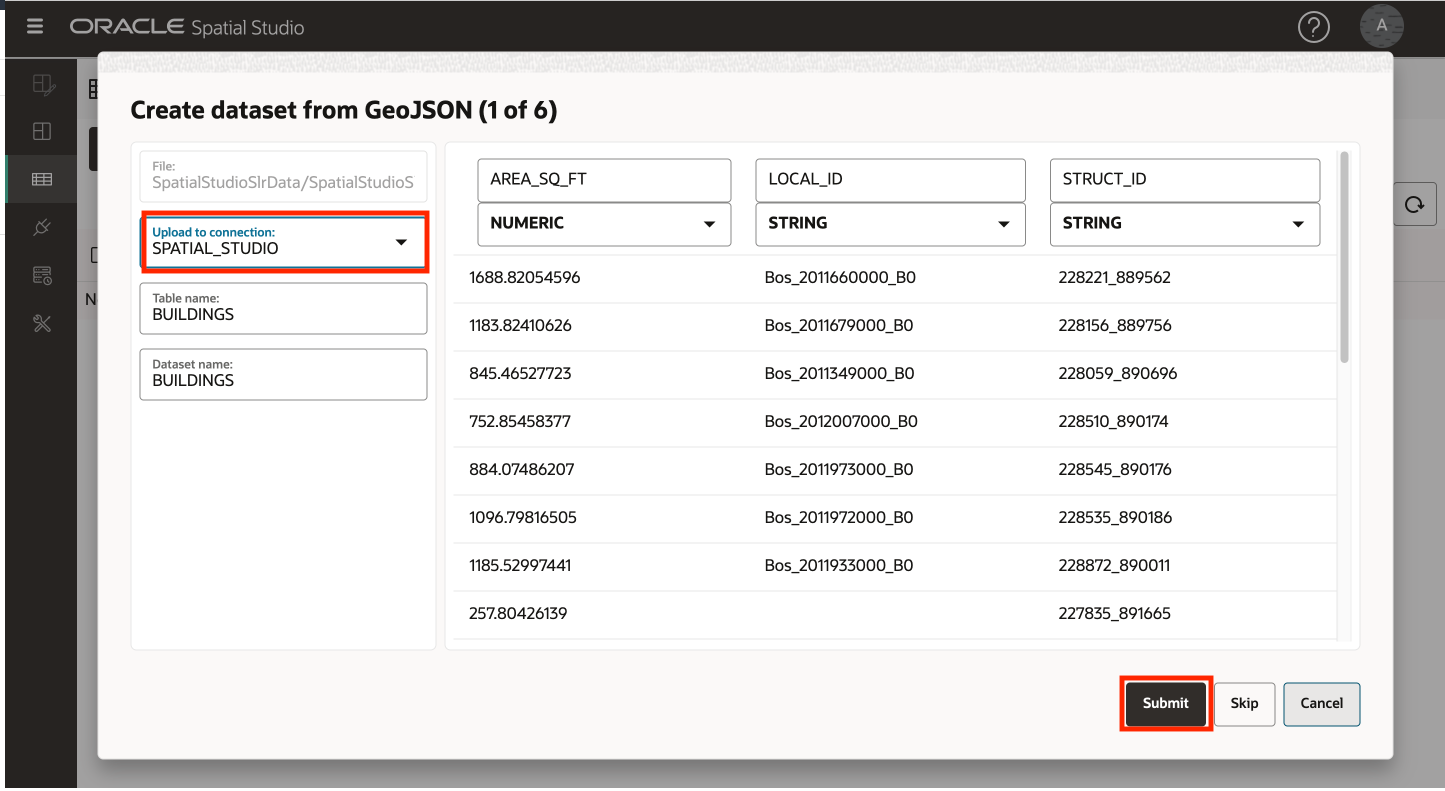 ORACLE Spatial Studio
?
A
Create dataset from GeoJSON (1 of 6)
File:
SpatialStudioSlrData/SpatialStudioS
Upload to connection:
SPATIAL_STUDIO
Table name:
BUILDINGS
Dataset name:
BUILDINGS
AREA_SQ_FT LOCAL_ID STRUCT_ID
NUMERIC STRING STRING
1688.82054596 Bos_2011660000_B0 228221_889562
1183.82410626 Bos_2011679000_B0 228156_889756
845.46527723 Bos_2011349000_B0 228059_890696
752.85458377 Bos_2012007000_B0 228510_890174
884.07486207 Bos_2011973000_B0 228545_890176
1096.79816505 Bos_2011972000_B0 228535_890186
1185.52997441 Bos_2011933000_B0 228872_890011
257.80426139 227835_891665
Submit Skip Cancel